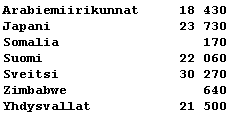 Arabiemiirikunnat 18 430
Japani 23 730
Somalia 170
Suomi 22 060
Sveitsi 30 270
Zimbabwe 640
Yhdysvallat 21 500